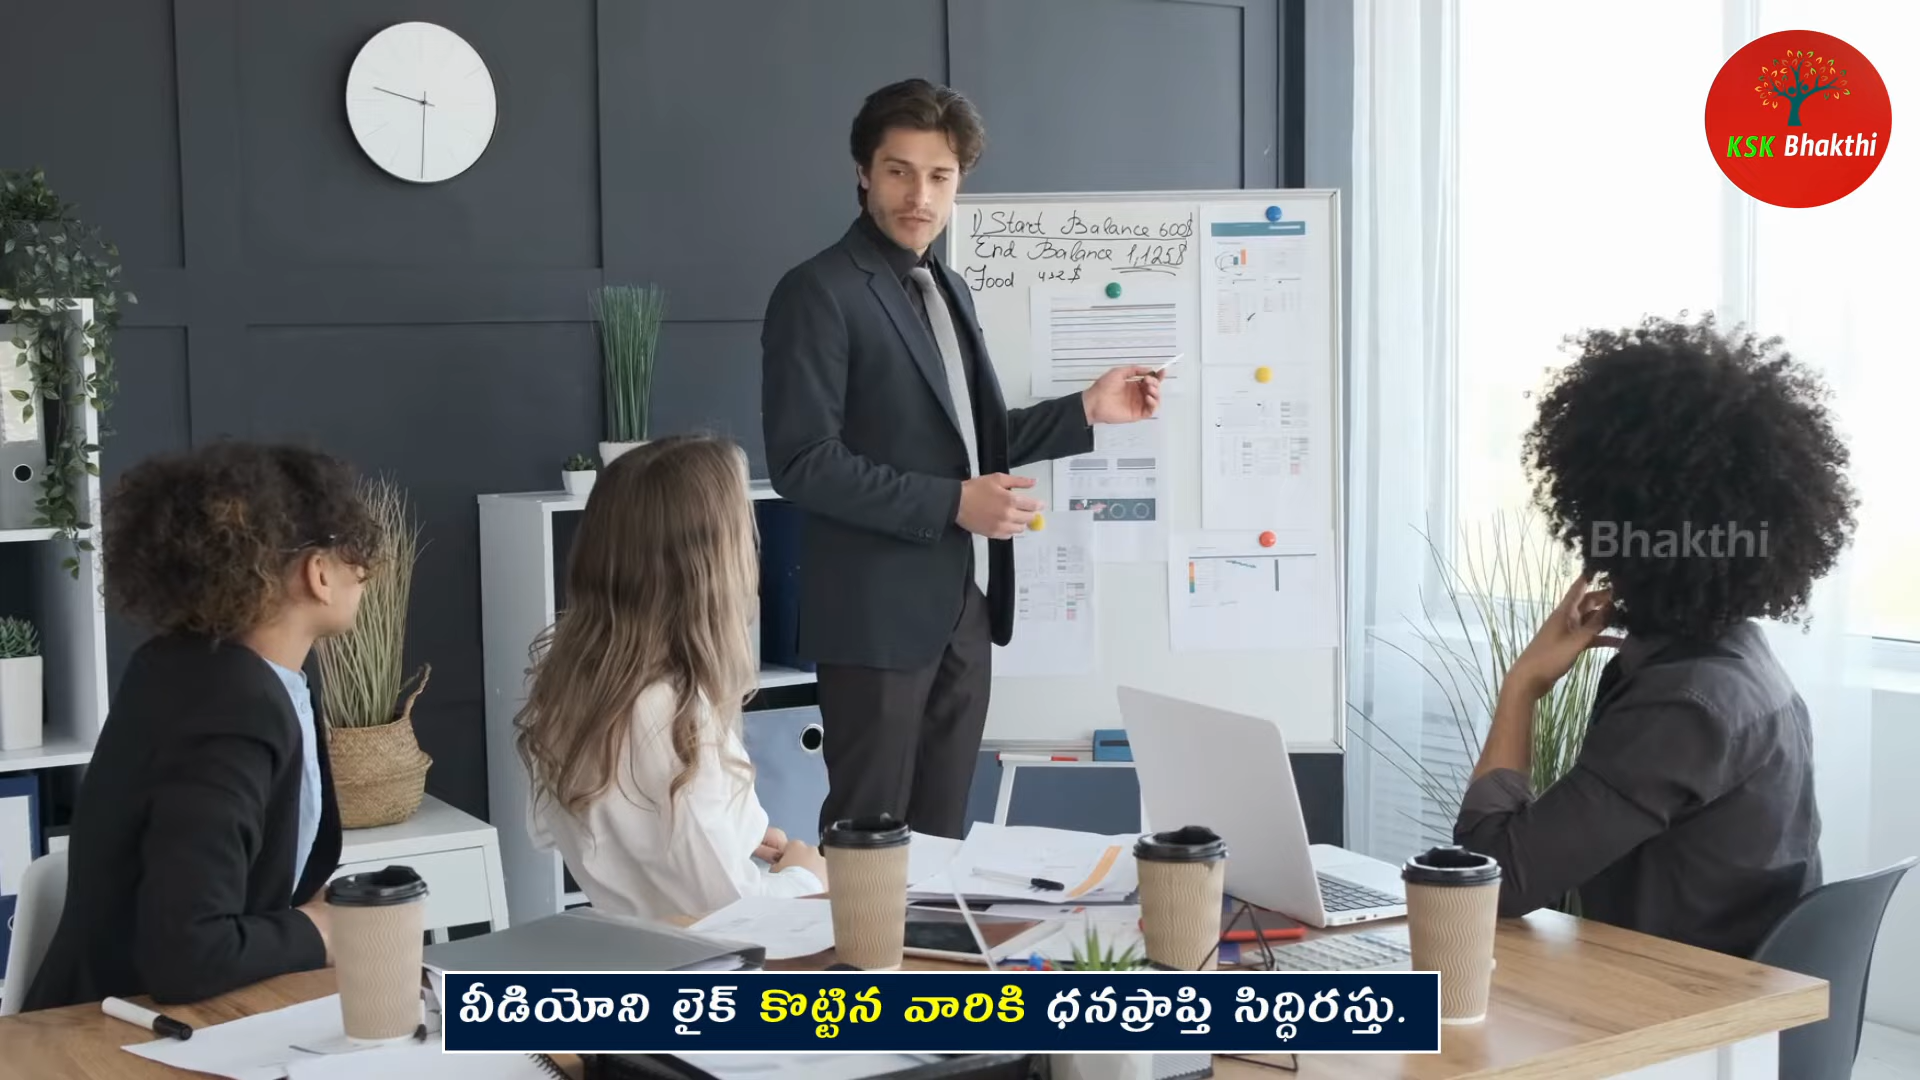 KSK Bhakthi
1) Start Balance 600$
End Balance 1,125$
Food 432 $
Bhakthi
వీడియోని లైక్ కొట్టిన వారికి ధనప్రాప్తి సిద్ధిరస్తు.